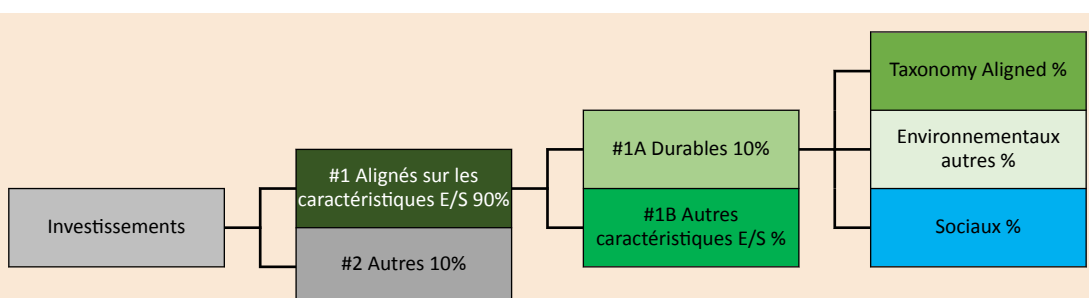 Investissements
#1 Alignés sur les
caractéristiques E/S 90%
#2 Autres 10%
#1A Durables 10%
#1B Autres
caractéristiques E/S %
Taxonomy Aligned %
Environnementaux
autres %
Sociaux %